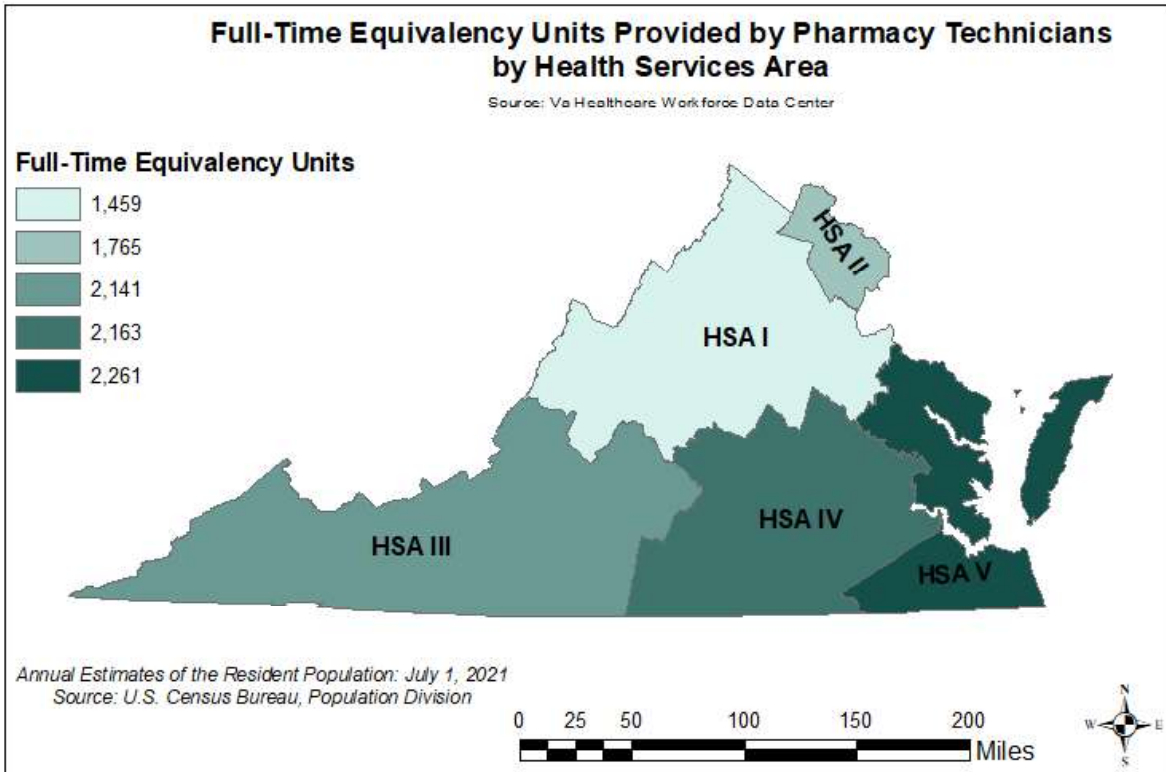 Full-Time Equivalency Units Provided by Pharmacy Technicians
by Health Services Area
Source: Va Healthcare Workforce Data Center
Full-Time Equivalency Units
1,459
1,765
2,141
2,163
2,261
HSA II
HSA I
HSA IV
HSA III
HSA V
Annual Estimates of the Resident Population: July 1, 2021
Source: U.S. Census Bureau, Population Division
0 25 50 100 150 200
Miles
N
W E
S